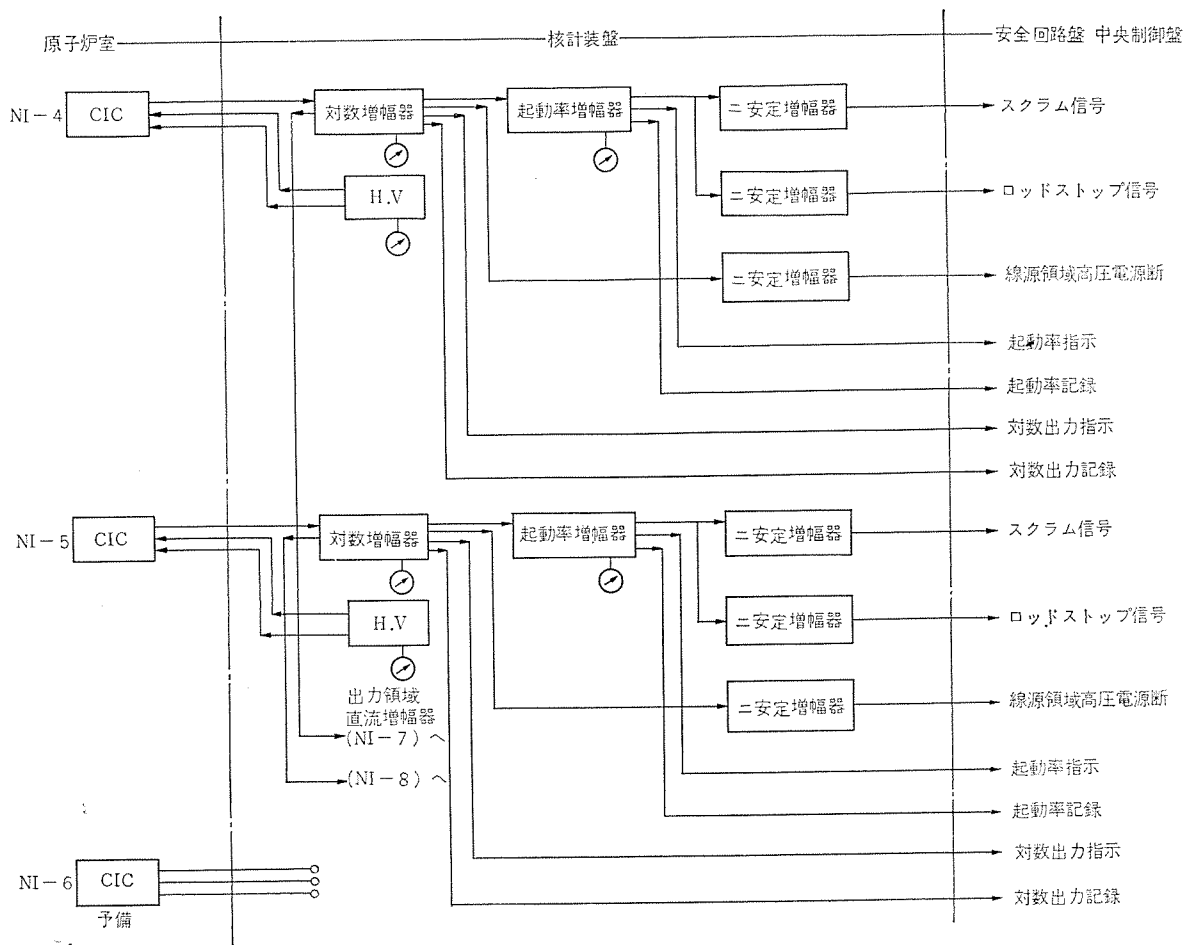 原子炉室 核計装盤 安全回路盤 中央制御盤
NI-4 CIC 対数増幅器 起動率増幅器 二安定増幅器 スクラム信号
H.V 二安定増幅器 ロッドストップ信号
二安定増幅器 線源領域高圧電源断
起動率指示
起動率記録
対数出力指示
対数出力記録
NI-5 CIC 対数増幅器 起動率増幅器 二安定増幅器 スクラム信号
H.V 二安定増幅器 ロッドストップ信号
二安定増幅器 線源領域高圧電源断
出力領域
直流増幅器
(NI-7)へ
(NI-8)へ
起動率指示
起動率記録
対数出力指示
対数出力記録
NI-6 CIC
予備